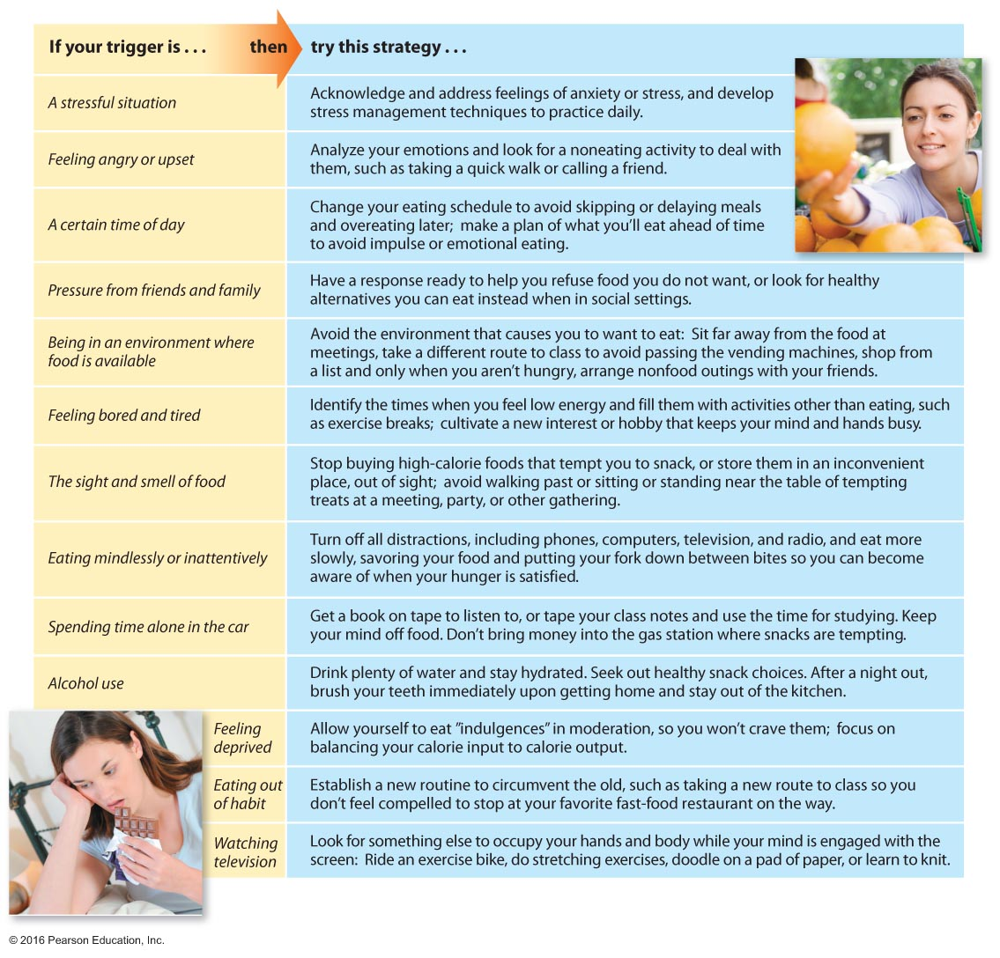 If your trigger is . . . then try this strategy . . .
A stressful situation
Acknowledge and address feelings of anxiety or stress, and develop
stress management techniques to practice daily.
Feeling angry or upset
Analyze your emotions and look for a noneating activity to deal with
them, such as taking a quick walk or calling a friend.
A certain time of day
Change your eating schedule to avoid skipping or delaying meals
and overeating later; make a plan of what you'll eat ahead of time
to avoid impulse or emotional eating.
Pressure from friends and family
Have a response ready to help you refuse food you do not want, or look for healthy
alternatives you can eat instead when in social settings.
Being in an environment where
food is available
Avoid the environment that causes you to want to eat: Sit far away from the food at
meetings, take a different route to class to avoid passing the vending machines, shop from
a list and only when you aren't hungry, arrange nonfood outings with your friends.
Feeling bored and tired
Identify the times when you feel low energy and fill them with activities other than eating, such
as exercise breaks; cultivate a new interest or hobby that keeps your mind and hands busy.
The sight and smell of food
Stop buying high-calorie foods that tempt you to snack, or store them in an inconvenient
place, out of sight; avoid walking past or sitting or standing near the table of tempting
treats at a meeting, party, or other gathering.
Eating mindlessly or inattentively
Turn off all distractions, including phones, computers, television, and radio, and eat more
slowly, savoring your food and putting your fork down between bites so you can become
aware of when your hunger is satisfied.
Spending time alone in the car
Get a book on tape to listen to, or tape your class notes and use the time for studying. Keep
your mind off food. Don't bring money into the gas station where snacks are tempting.
Alcohol use
Drink plenty of water and stay hydrated. Seek out healthy snack choices. After a night out,
brush your teeth immediately upon getting home and stay out of the kitchen.
Feeling
deprived
Allow yourself to eat "indulgences" in moderation, so you won't crave them; focus on
balancing your calorie input to calorie output.
Eating out
of habit
Establish a new routine to circumvent the old, such as taking a new route to class so you
don't feel compelled to stop at your favorite fast-food restaurant on the way.
Watching
television
Look for something else to occupy your hands and body while your mind is engaged with the
screen: Ride an exercise bike, do stretching exercises, doodle on a pad of paper, or learn to knit.
© 2016 Pearson Education, Inc.